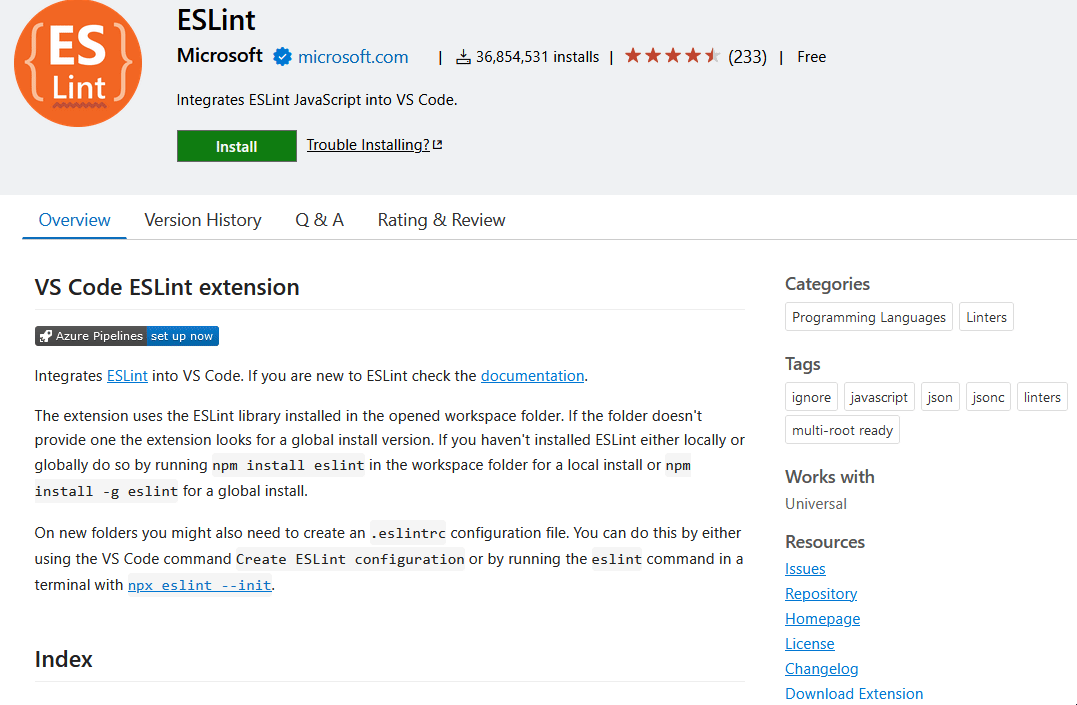 ES
Lint
ESLint
Microsoft microsoft.com | 36,854,531 installs | (233) | Free
Integrates ESLint JavaScript into VS Code.
Install Trouble Installing?
Overview Version History Q & A Rating & Review
VS Code ESLint extension
Azure Pipelines set up now
Integrates ESLint into VS Code. If you are new to ESLint check the documentation.
The extension uses the ESLint library installed in the opened workspace folder. If the folder doesn't
provide one the extension looks for a global install version. If you haven't installed ESLint either locally or
globally do so by running npm install eslint in the workspace folder for a local install or npm
install -g eslint for a global install.
On new folders you might also need to create an .eslintrc configuration file. You can do this by either
using the VS Code command Create ESLint configuration or by running the eslint command in a
terminal with npx eslint --init.
Index
Categories
Programming Languages Linters
Tags
ignore javascript json jsonc linters
multi-root ready
Works with
Universal
Resources
Issues
Repository
Homepage
License
Changelog
Download Extension